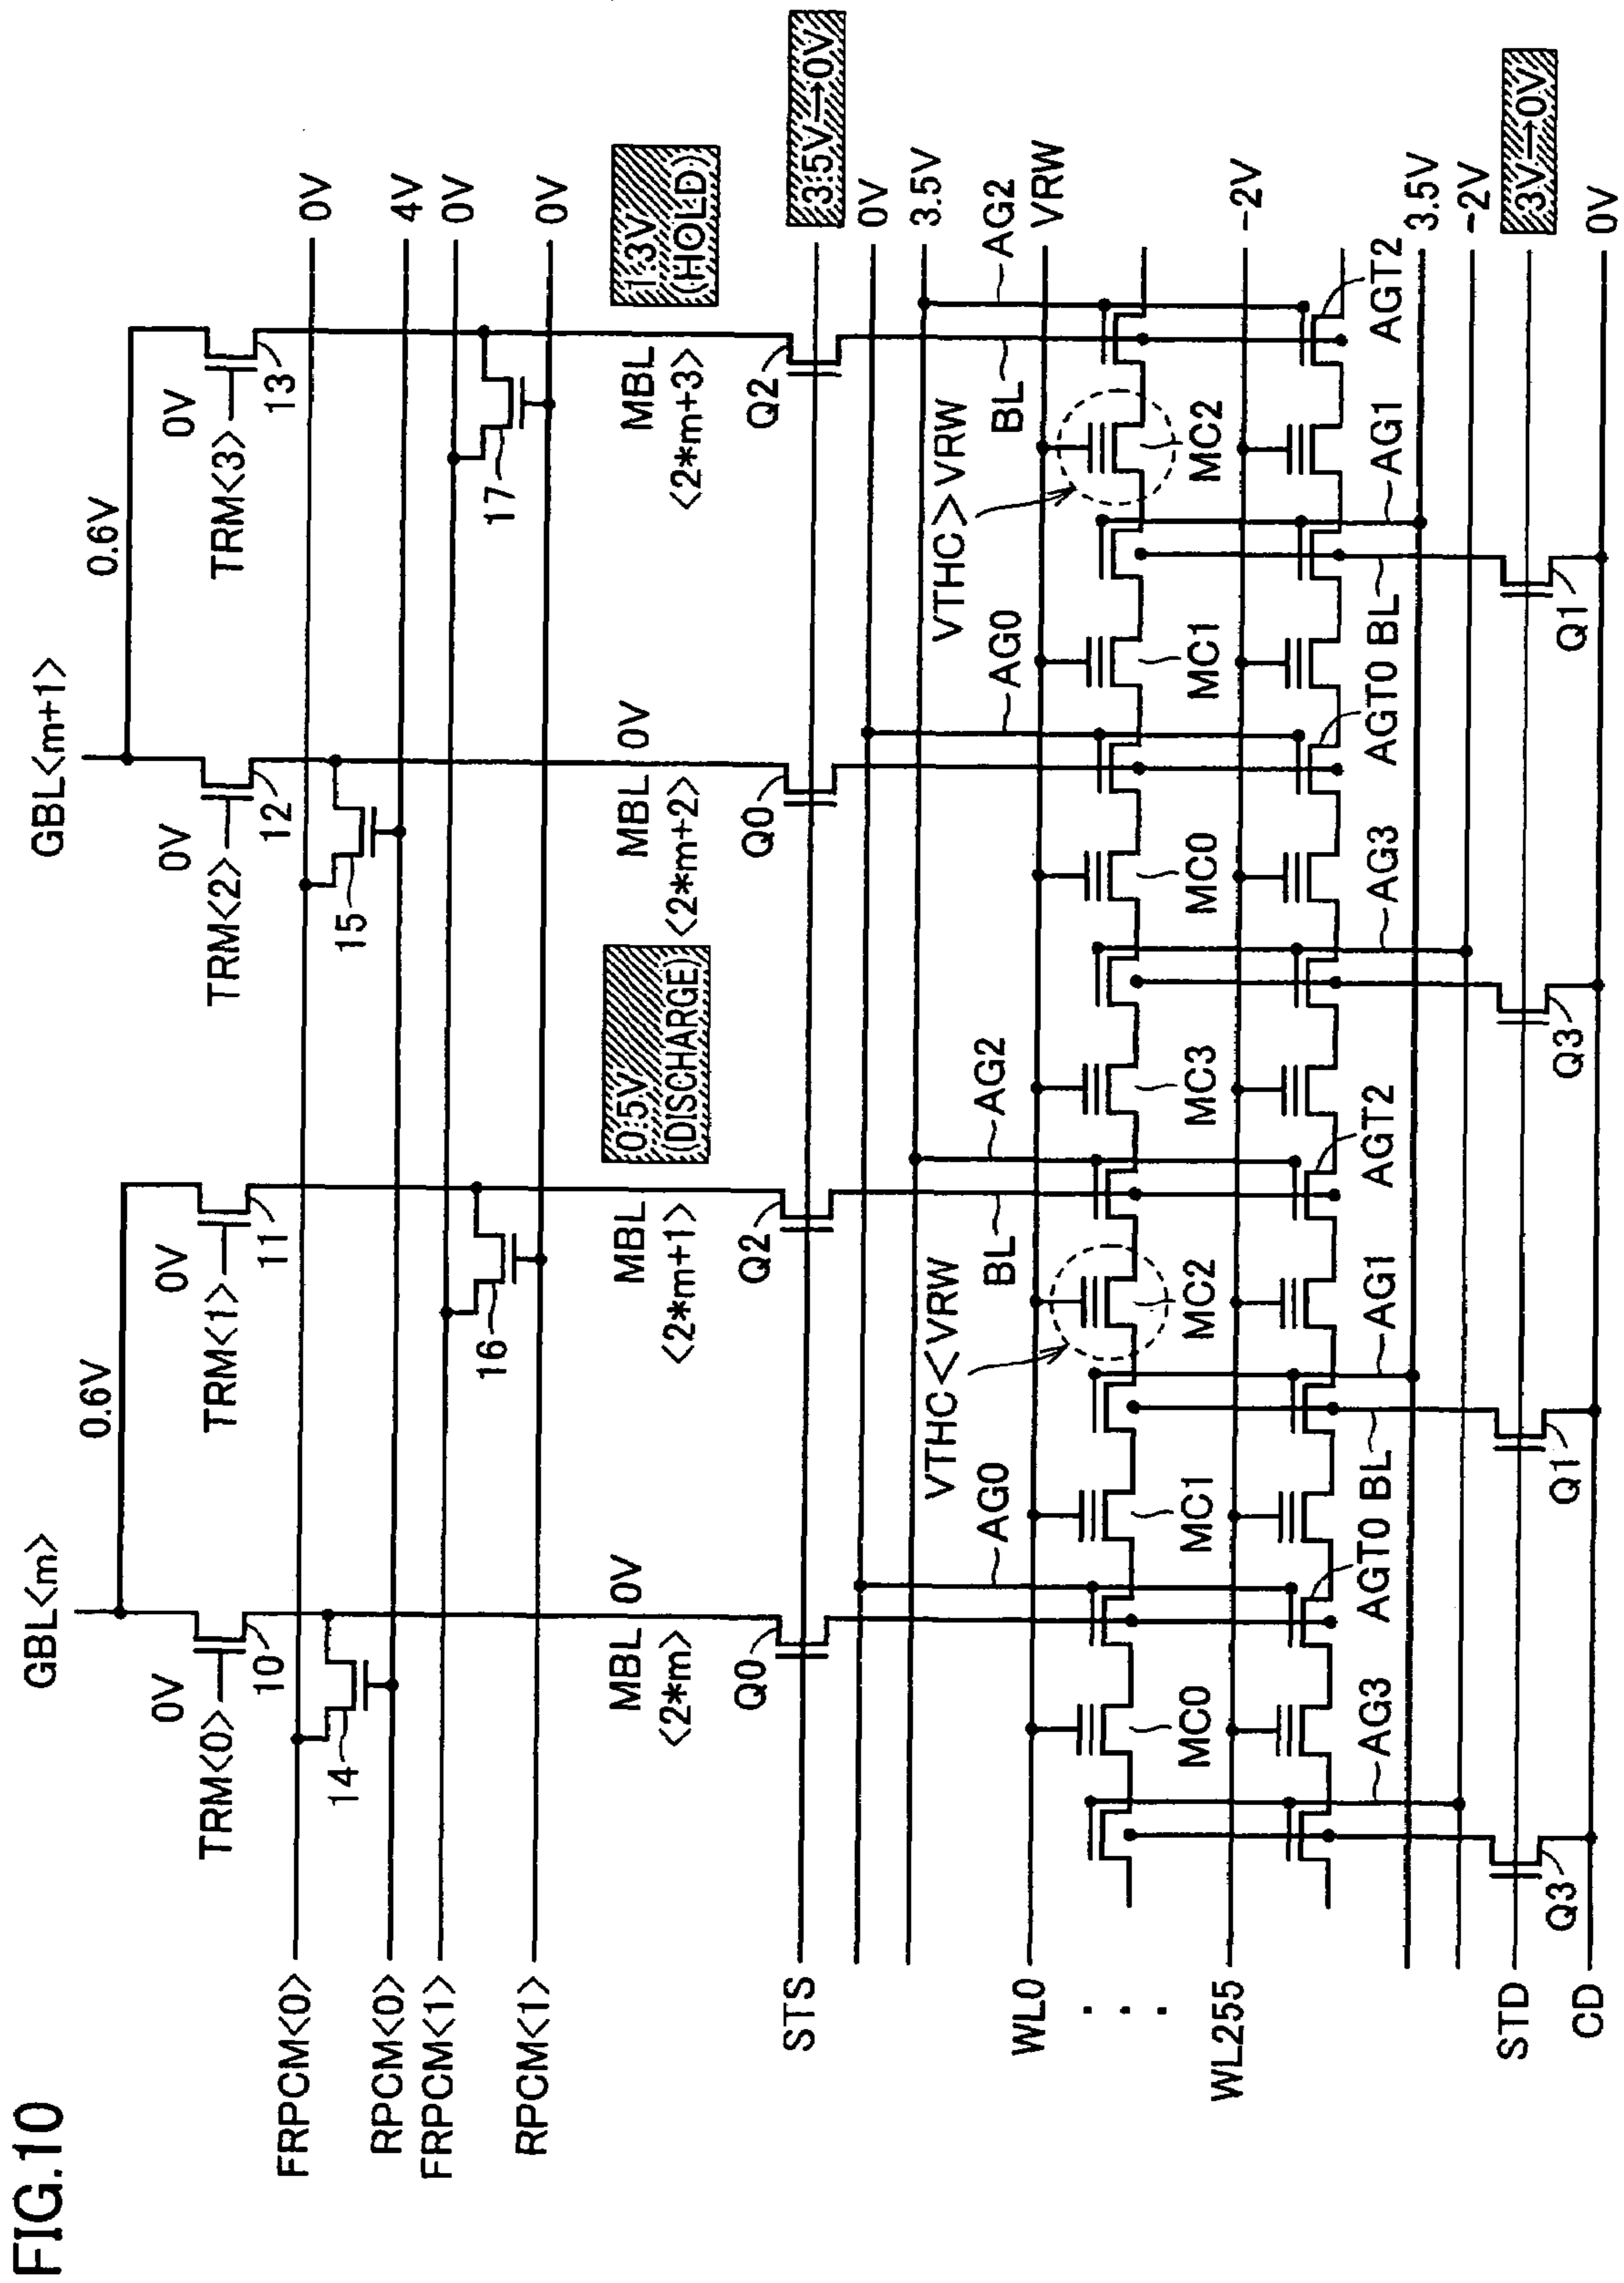 FIG.10
GBL<m>
GBL<m+1>
0.6V
0.6V
0V
TRM<0>
10
0V
TRM<1>
11
0V
TRM<2>
12
0V
TRM<3>
13
FRPCM<0>
0V
14
15
RPCM<0>
4V
FRPCM<1>
0V
16
17
RPCM<1>
0V
MBL 0V
<2*m>
MBL
<2*m+1>
0.5V
(DISCHARGE)
MBL 0V
<2*m+2>
MBL
<2*m+3>
1.3V
(HOLD)
Q0
Q2
Q0
Q2
STS
3.5V→0V
0V
3.5V
AG0
BL
AG2
AG0
BL
AG2
VTHC<VRW
VTHC>VRW
WL0
VRW
MC0
MC1
MC2
MC3
MC0
MC1
MC2
WL255
-2V
AG3
AGT0
BL
AG1
AGT2
AG3
AGT0
BL
AG1
AGT2
3.5V
-2V
STD
3V→0V
Q3
Q1
Q3
Q1
CD
0V